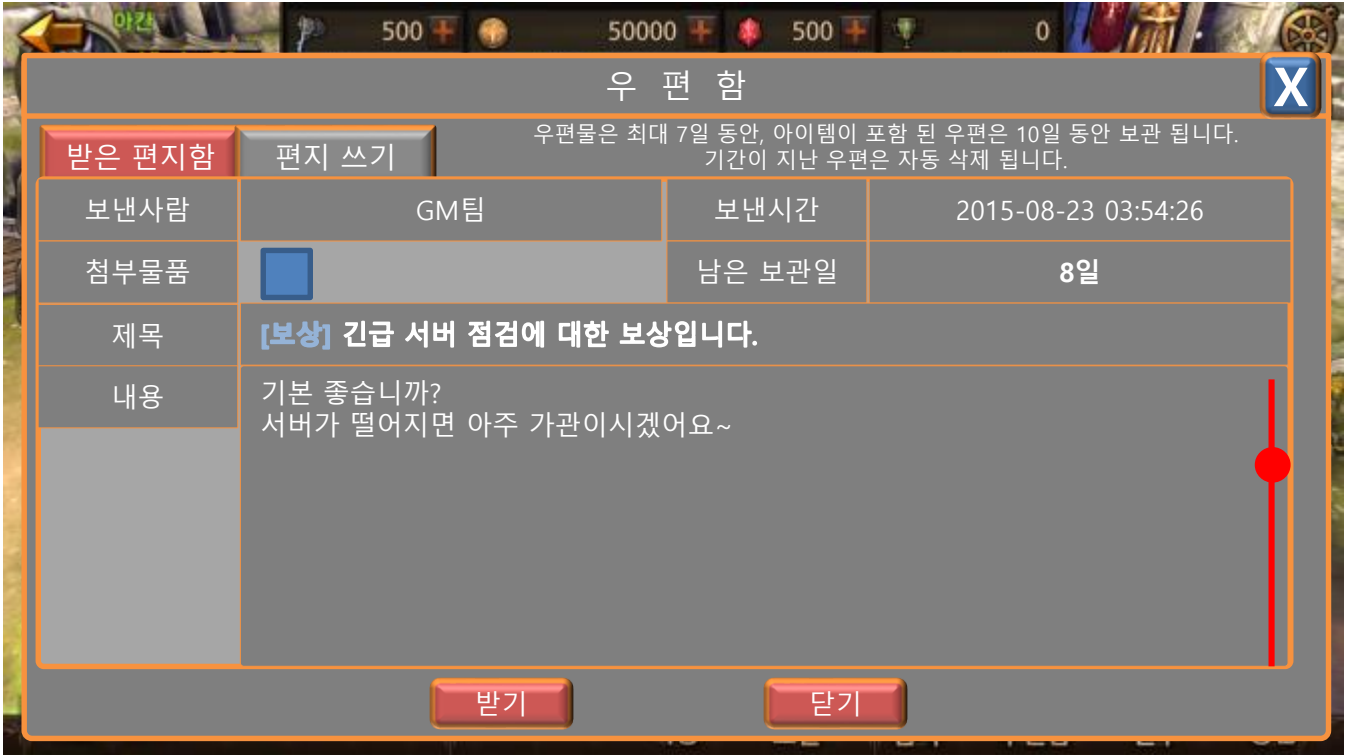 야간
500
50000
500
0
우 편 함
X
받은 편지함
편지 쓰기
우편물은 최대 7일 동안, 아이템이 포함 된 우편은 10일 동안 보관 됩니다.
기간이 지난 우편은 자동 삭제 됩니다.
보낸사람
GM팀
보낸시간
2015-08-23 03:54:26
첨부물품
남은 보관일
8일
제목
[보상] 긴급 서버 점검에 대한 보상입니다.
내용
기본 좋습니까?
서버가 떨어지면 아주 가관이시겠어요~
받기
닫기